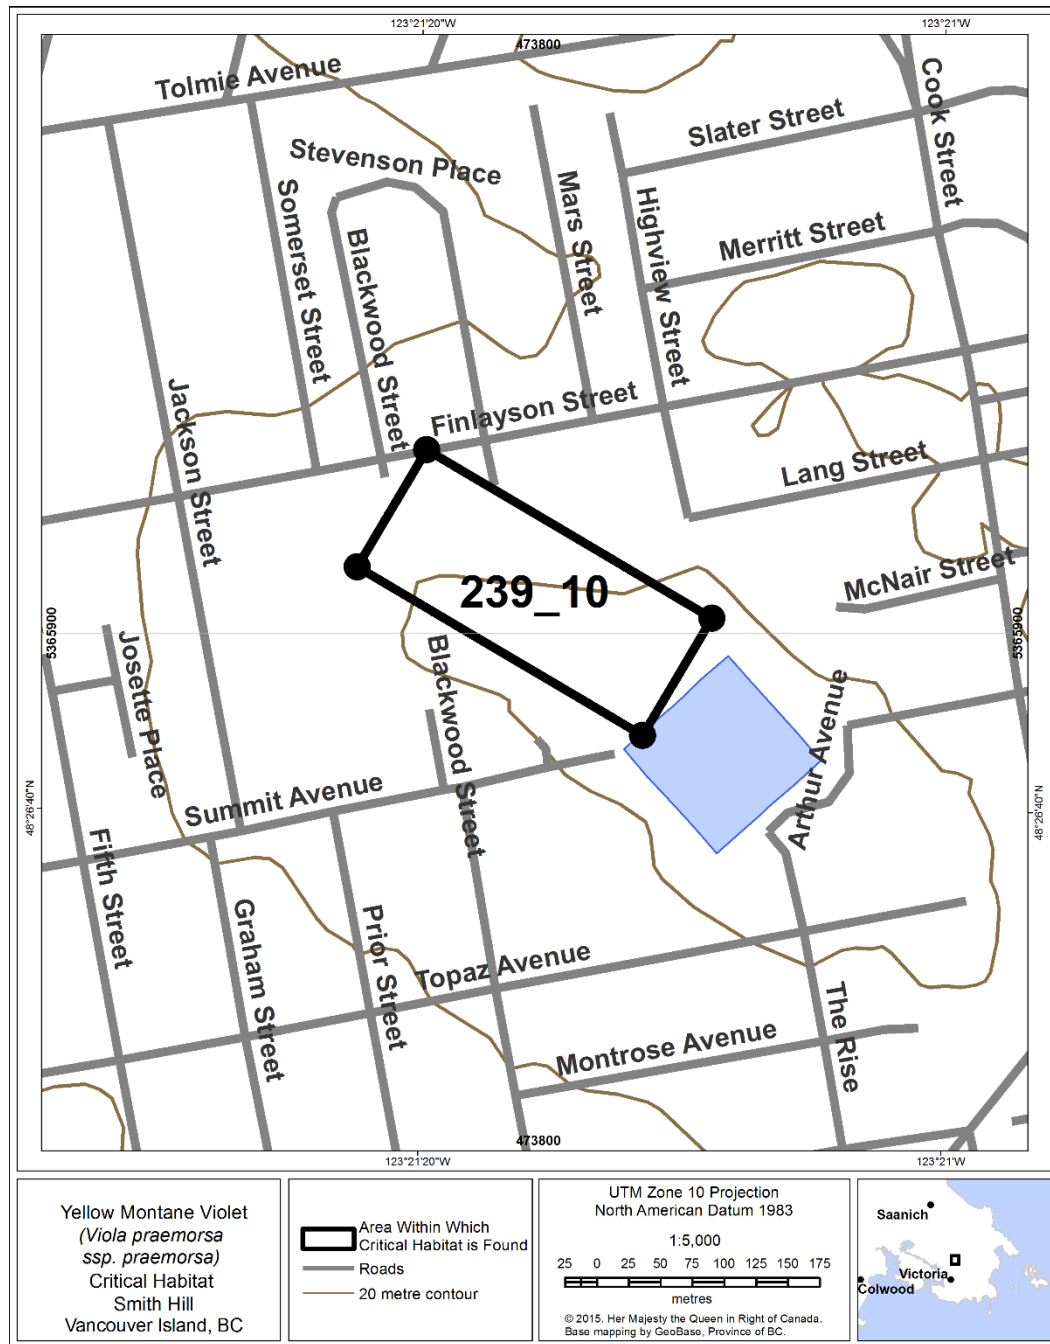 123°21'20"W
123°21'W
473800
Tolmie Avenue
Cook Street
Slater Street
Stevenson Place
Somerset Street
Mars Street
Highview Street
Merritt Street
Blackwood Street
Jackson Street
Finlayson Street
Lang Street
239_10
McNair Street
5365900
5365900
Josette Place
Blackwood Street
Arthur Avenue
48°26'40"N
48°26'40"N
Summit Avenue
Fifth Street
Graham Street
Prior Street
Topaz Avenue
The Rise
Montrose Avenue
473800
123°21'20"W
123°21'W
Yellow Montane Violet
(Viola praemorsa
ssp. praemorsa)
Critical Habitat
Smith Hill
Vancouver Island, BC
Area Within Which
Critical Habitat is Found
Roads
20 metre contour
UTM Zone 10 Projection
North American Datum 1983
1:5,000
25 0 25 50 75 100 125 150 175
metres
© 2015. Her Majesty the Queen in Right of Canada.
Base mapping by GeoBase, Province of BC.
Saanich
Victoria
Colwood